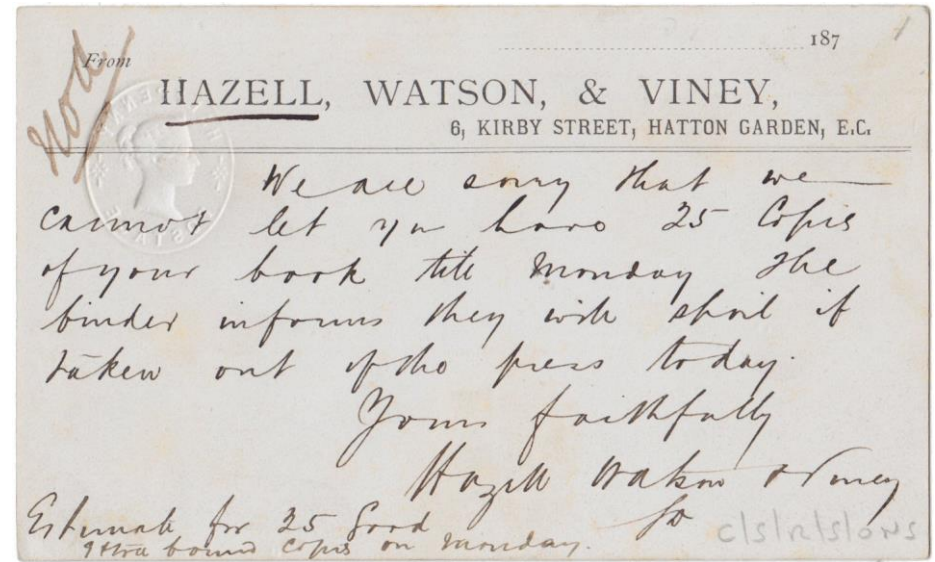 187
From
HAZELL, WATSON, & VINEY,
6, KIRBY STREET, HATTON GARDEN, E.C.
We are sorry that we
cannot let you have 25 Copies
of your book till Monday The
binder informs they will spoil if
taken out of the press today.
Yours faithfully
Hazell Watson & Viney
Estimate for 25 Good
extra bound copies on Monday.